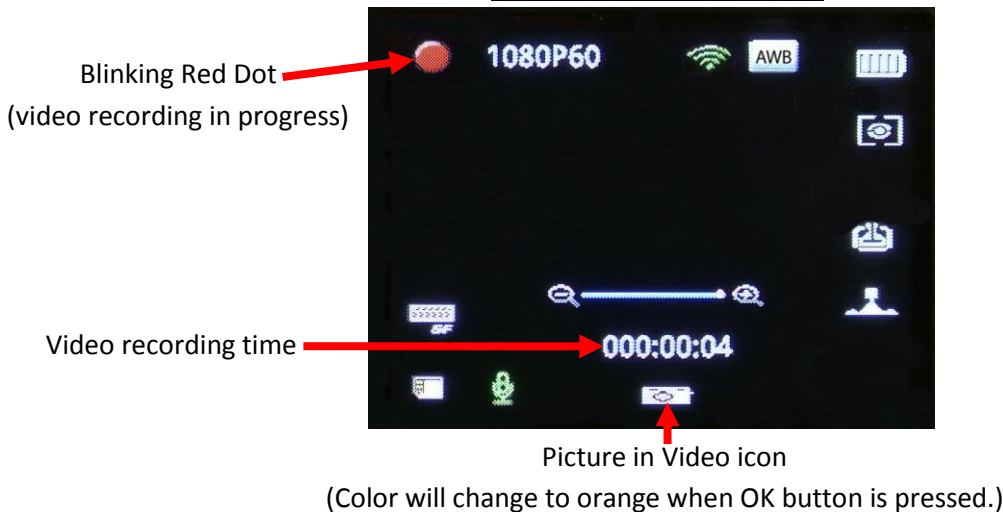 1080P60
AWB
Blinking Red Dot
(video recording in progress)
SF
Video recording time
000:00:04
Picture in Video icon
(Color will change to orange when OK button is pressed.)